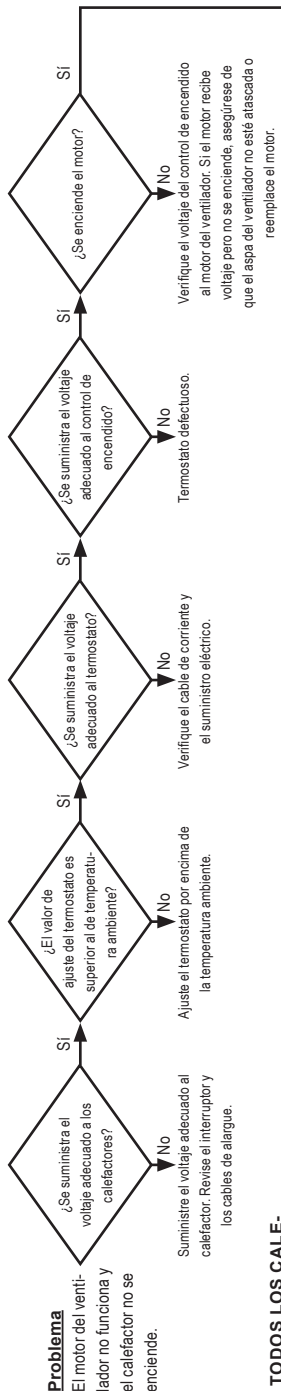 Problema
El motor del venti-
lador no funciona y
el calefactor no se
enciende.
¿Se suministra el
voltaje adecuado a los
calefactores?
Sí
No
Suministre el voltaje adecuado al
calefactor. Revise el interruptor y
los cables de alargue.
¿El valor de
ajuste del termostato es
superior al de temperatu-
ra ambiente?
Sí
No
Ajuste el termostato por encima de
la temperatura ambiente.
¿Se suministra el voltaje
adecuado al termostato?
Sí
No
Verifique el cable de corriente y
el suministro eléctrico.
¿Se suministra el voltaje
adecuado al control de
encendido?
Sí
No
Termostato defectuoso.
¿Se enciende el motor?
Sí
No
Verifique el voltaje del control de encendido
al motor del ventilador. Si el motor recibe
voltaje pero no se enciende, asegúrese de
que el aspa del ventilador no esté atascada o
reemplace el motor.
TODOS LOS CALE-